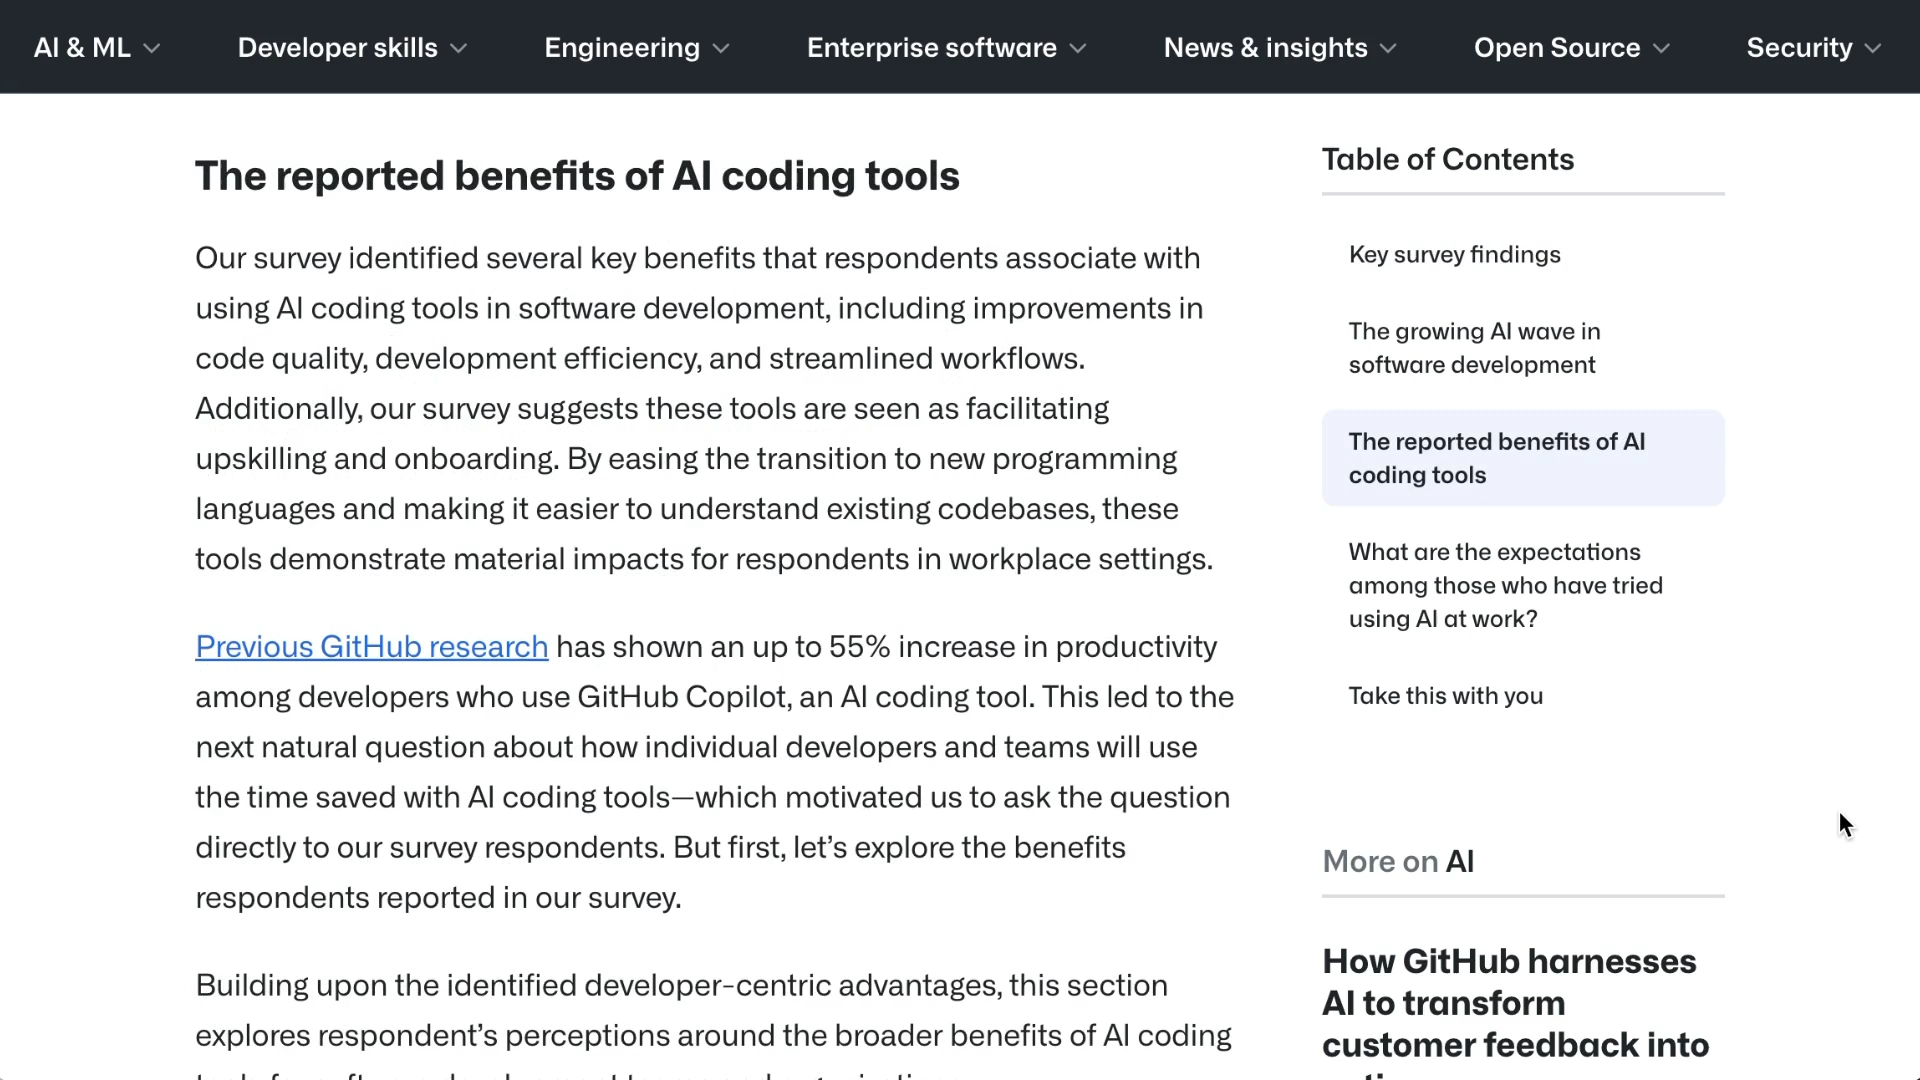 AI & ML
Developer skills
Engineering
Enterprise software
News & insights
Open Source
Security
The reported benefits of AI coding tools
Our survey identified several key benefits that respondents associate with
using AI coding tools in software development, including improvements in
code quality, development efficiency, and streamlined workflows.
Additionally, our survey suggests these tools are seen as facilitating
upskilling and onboarding. By easing the transition to new programming
languages and making it easier to understand existing codebases, these
tools demonstrate material impacts for respondents in workplace settings.
Previous GitHub research has shown an up to 55% increase in productivity
among developers who use GitHub Copilot, an AI coding tool. This led to the
next natural question about how individual developers and teams will use
the time saved with AI coding tools—which motivated us to ask the question
directly to our survey respondents. But first, let’s explore the benefits
respondents reported in our survey.
Building upon the identified developer-centric advantages, this section
explores respondent’s perceptions around the broader benefits of AI coding
Table of Contents
Key survey findings
The growing AI wave in
software development
The reported benefits of AI
coding tools
What are the expectations
among those who have tried
using AI at work?
Take this with you
More on AI
How GitHub harnesses
AI to transform
customer feedback into